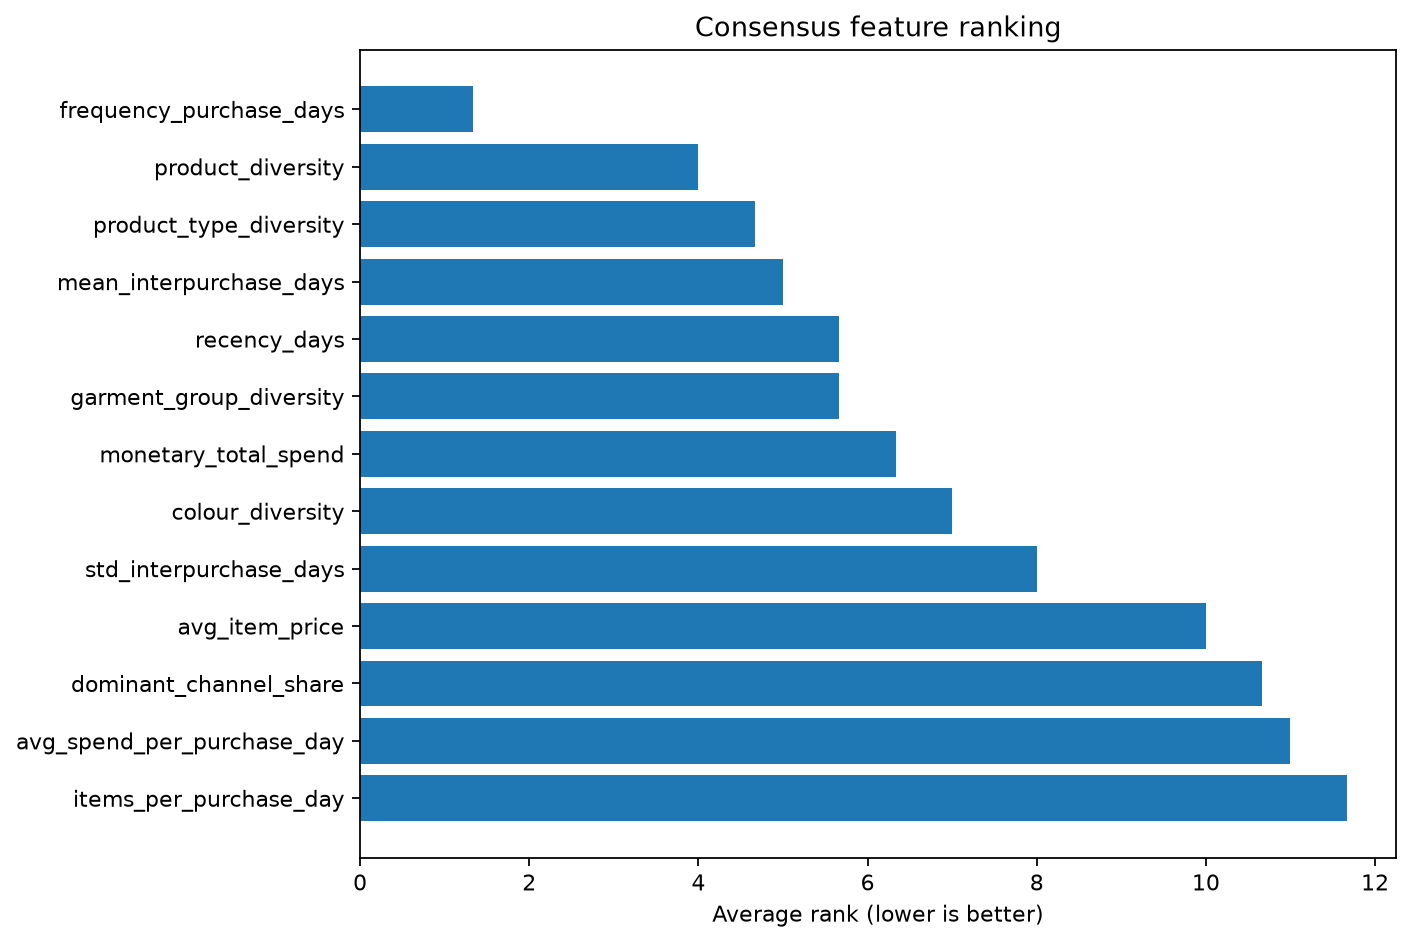 Consensus feature ranking
frequency_purchase_days
product_diversity
product_type_diversity
mean_interpurchase_days
recency_days
garment_group_diversity
monetary_total_spend
colour_diversity
std_interpurchase_days
avg_item_price
dominant_channel_share
avg_spend_per_purchase_day
items_per_purchase_day
0 2 4 6 8 10 12
Average rank (lower is better)